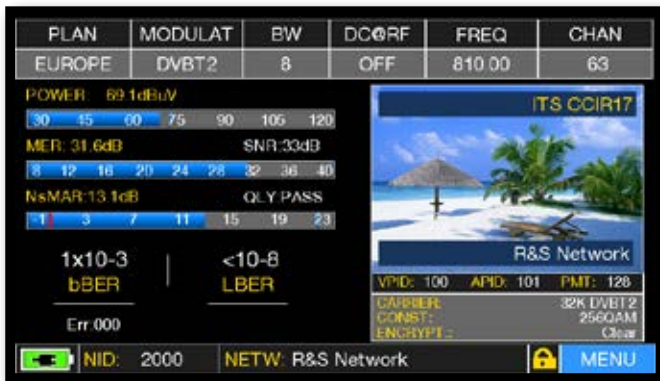 PLAN MODULAT BW DC@RF FREQ CHAN
EUROPE DVBT2 8 OFF 810.00 63
POWER: 69.1dBuV
30 45 60 75 90 105 120
MER: 31.6dB SNR:33dB
8 12 16 20 24 28 32 36 40
NsMAR:13.1dB QLY PASS
-1 3 7 11 15 19 23
1x10-3 <10-8
bBER LBER
Err:000
ITS CCIR17
R&S Network
VPID: 100 APID: 101 PMT: 128
CARRIER: 32K DVBT2
CONST: 256QAM
ENCRYPT.: Clear
NID: 2000 NETW: R&S Network MENU